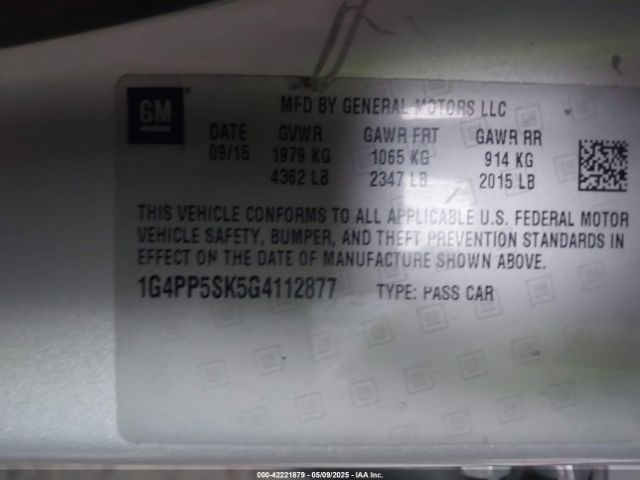 GM
MFD BY GENERAL MOTORS LLC
DATE GVWR GAWR FRT GAWR RR
09/15 1979 KG 1065 KG 914 KG
4362 LB 2347 LB 2015 LB
THIS VEHICLE CONFORMS TO ALL APPLICABLE U.S. FEDERAL MOTOR
VEHICLE SAFETY, BUMPER, AND THEFT PREVENTION STANDARDS IN
EFFECT ON THE DATE OF MANUFACTURE SHOWN ABOVE.
1G4PP5SK5G4112877 TYPE: PASS CAR
000-42221879 - 05/09/2025 - IAA Inc.